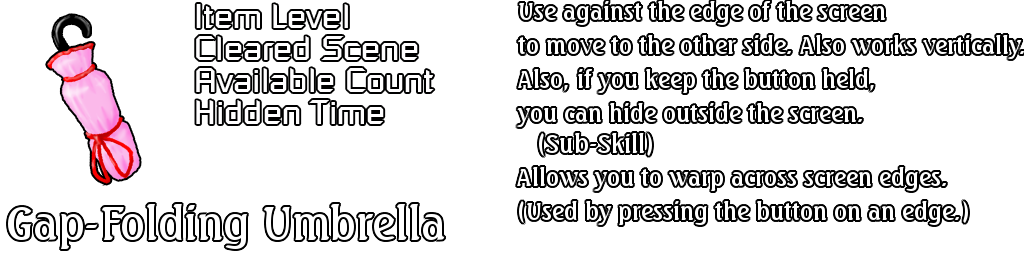 Item Level
Cleared Scene
Available Count
Hidden Time
Gap-Folding Umbrella
Use against the edge of the screen
to move to the other side. Also works vertically.
Also, if you keep the button held,
you can hide outside the screen.
(Sub-Skill)
Allows you to warp across screen edges.
(Used by pressing the button on an edge.)